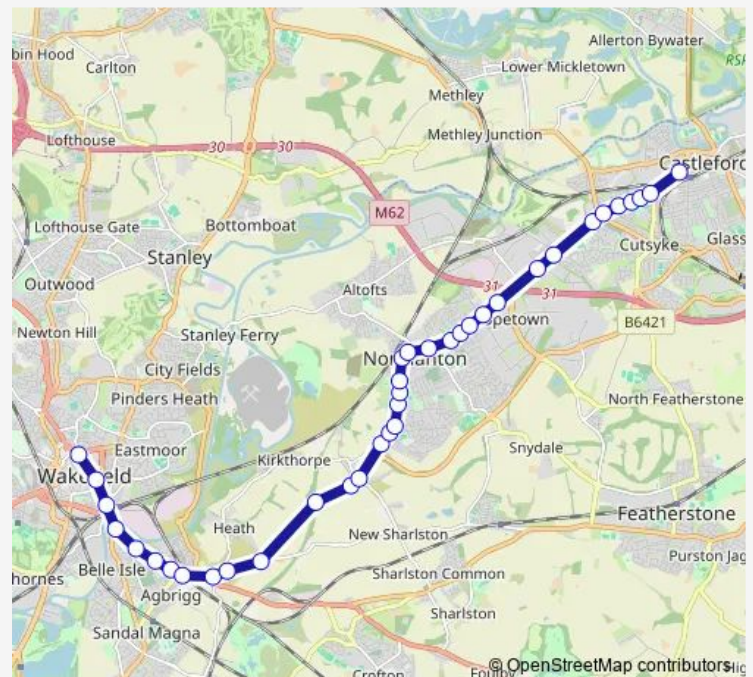 Allerton Bywater
bin Hood
Carlton
Lower Mickletown
Methley
Methley Junction
Lofthouse
30
30
Castleford
M62
Lofthouse Gate
Bottomboat
Cutsyke
Glass
Stanley
Outwood
Altofts
31
31
Newton Hill
Stanley Ferry
B6421
City Fields
Pinders Heath
North Featherstone
Eastmoor
Snydale
Kirkthorpe
Featherstone
Heath
New Sharlston
Purston Jag
hornes
Belle Isle
Sharlston Common
Agbrigg
Sharlston
Sandal Magna
Crofton
© OpenStreetMap contributors